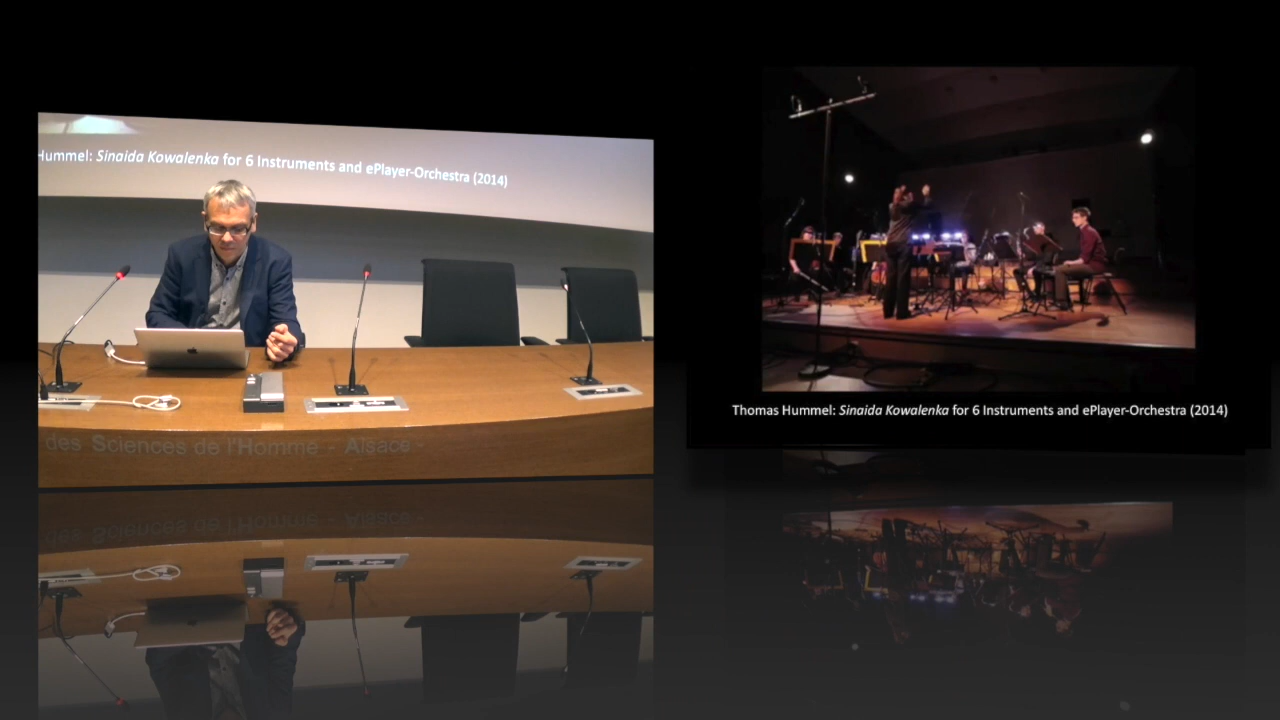 Hummel: Sinaida Kowalenka for 6 Instruments and ePlayer-Orchestra (2014)
des Sciences de l'Homme - Alsace -
Thomas Hummel: Sinaida Kowalenka for 6 Instruments and ePlayer-Orchestra (2014)